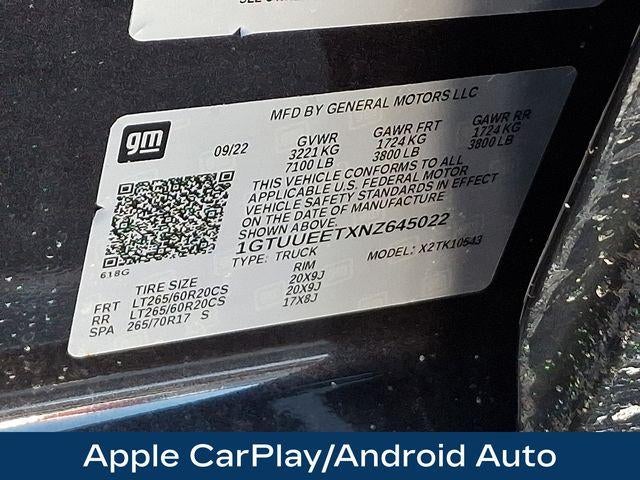 gm
MFD BY GENERAL MOTORS LLC
09/22
GVWR GAWR FRT GAWR RR
3221 KG 1724 KG 1724 KG
7100 LB 3800 LB 3800 LB
THIS VEHICLE CONFORMS TO ALL
APPLICABLE U.S. FEDERAL MOTOR
VEHICLE SAFETY STANDARDS IN EFFECT
ON THE DATE OF MANUFACTURE
SHOWN ABOVE.
1GTUUEETXNZ645022
TYPE: TRUCK MODEL: X2TK10543
618G
TIRE SIZE RIM
FRT LT265/60R20CS 20X9J
RR LT265/60R20CS 20X9J
SPA 265/70R17 S 17X8J
Apple CarPlay/Android Auto